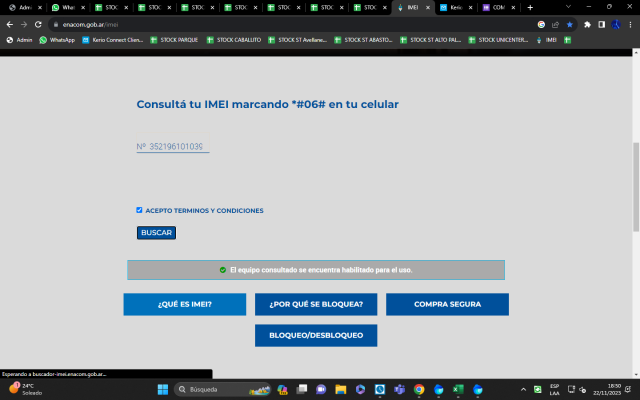 Admi
Wha
STOC
STOC
STOC
STOC
STOC
STOC
STOC
IMEI
Kerio
CON
enacom.gob.ar/imei
Admin
WhatsApp
Kerio Connect Clien...
STOCK PARQUE
STOCK CABALLITO
STOCK ST Avellane...
STOCK ST ABASTO...
STOCK ST ALTO PAL...
STOCK UNICENTER...
IMEI
Consultá tu IMEI marcando *#06# en tu celular
Nº 352196101039
ACEPTO TERMINOS Y CONDICIONES
BUSCAR
El equipo consultado se encuentra habilitado para el uso.
¿QUÉ ES IMEI?
¿POR QUÉ SE BLOQUEA?
COMPRA SEGURA
BLOQUEO/DESBLOQUEO
Esperando a buscador-imei.enacom.gob.ar...
24°C
Soleado
Búsqueda
ESP
LAA
18:50
22/11/2023